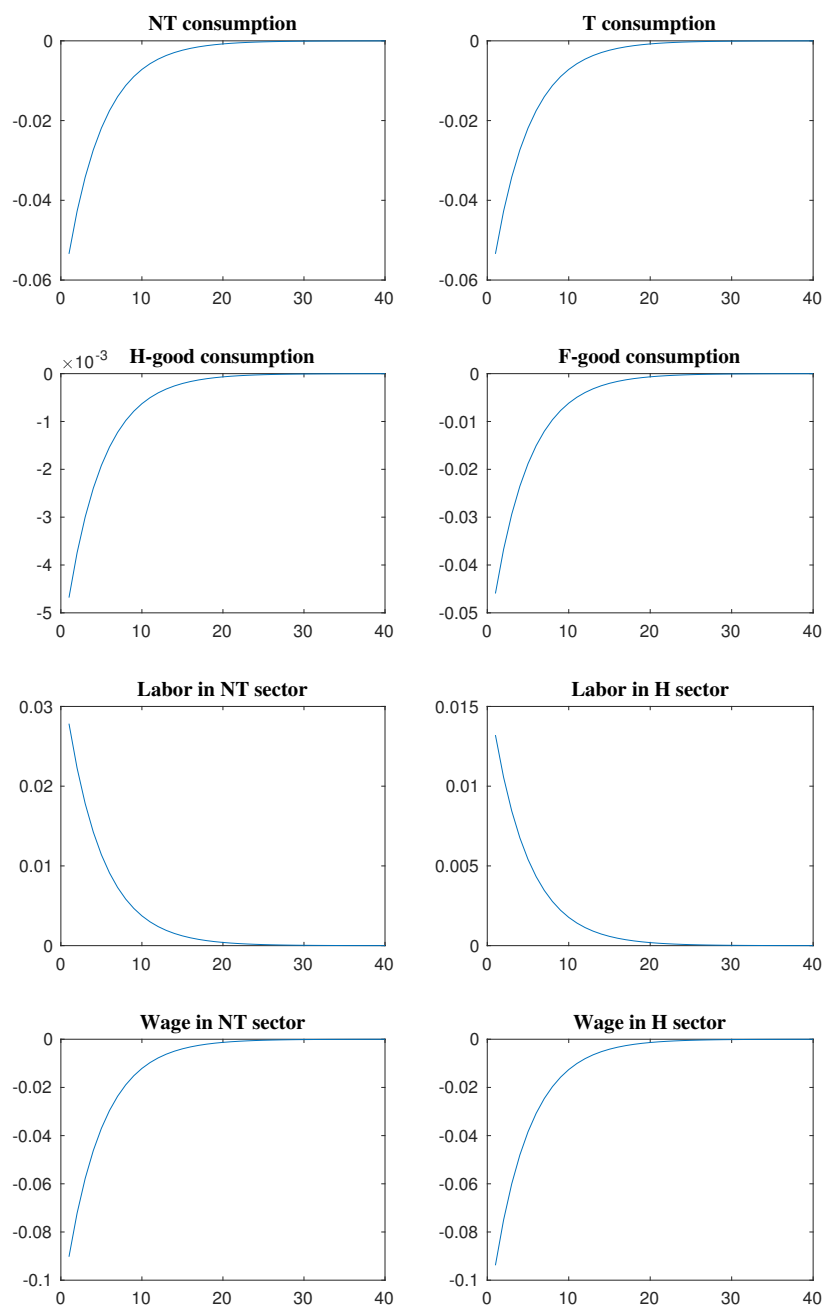 NT consumption
0
-0.02
-0.04
-0.06
0 10 20 30 40
T consumption
0
-0.02
-0.04
-0.06
0 10 20 30 40
H-good consumption
×10⁻³
0
-1
-2
-3
-4
-5
0 10 20 30 40
F-good consumption
0
-0.01
-0.02
-0.03
-0.04
-0.05
0 10 20 30 40
Labor in NT sector
0.03
0.02
0.01
0
0 10 20 30 40
Labor in H sector
0.015
0.01
0.005
0
0 10 20 30 40
Wage in NT sector
0
-0.02
-0.04
-0.06
-0.08
-0.1
0 10 20 30 40
Wage in H sector
0
-0.02
-0.04
-0.06
-0.08
-0.1
0 10 20 30 40